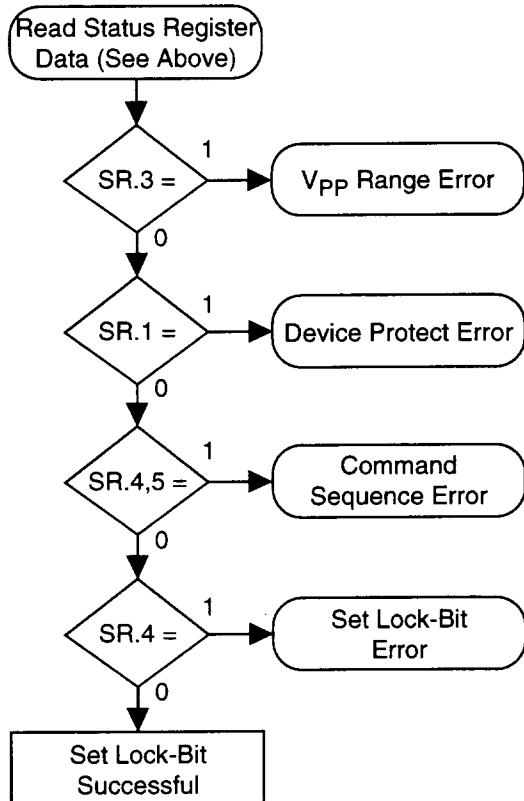 Read Status Register
Data (See Above)
SR.3 =
1
VPP Range Error
0
SR.1 =
1
Device Protect Error
0
SR.4,5 =
1
Command
Sequence Error
0
SR.4 =
1
Set Lock-Bit
Error
0
Set Lock-Bit
Successful